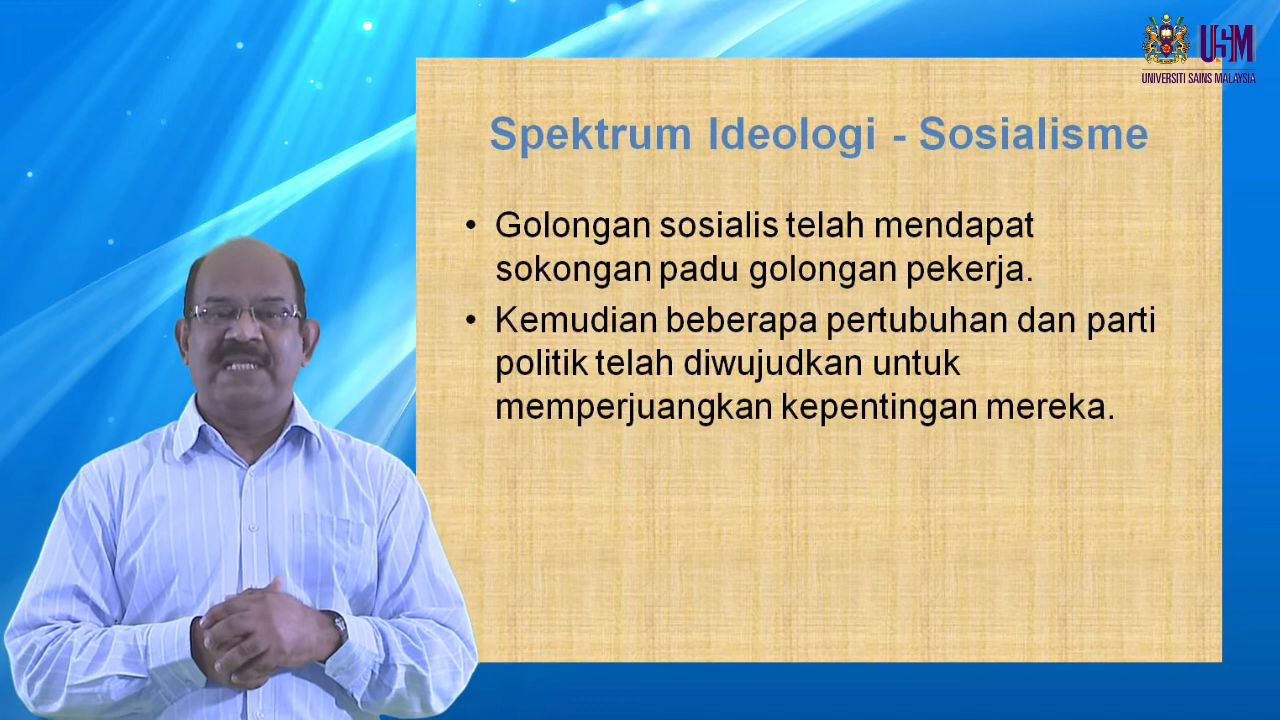 USM
UNIVERSITI SAINS MALAYSIA
Spektrum Ideologi - Sosialisme
• Golongan sosialis telah mendapat
sokongan padu golongan pekerja.
• Kemudian beberapa pertubuhan dan parti
politik telah diwujudkan untuk
memperjuangkan kepentingan mereka.